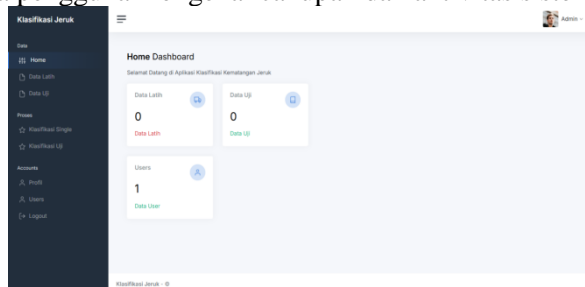 Klasifikasi Jeruk
Admin
Data
Home
Data Latih
Data Uji
Proses
Klasifikasi Single
Klasifikasi Uji
Accounts
Profil
Users
Logout
Home Dashboard
Selamat Datang di Aplikasi Klasifikasi Kematangan Jeruk
Data Latih
0
Data Latih
Data Uji
0
Data Uji
Users
1
Data User
Klasifikasi Jeruk - ©